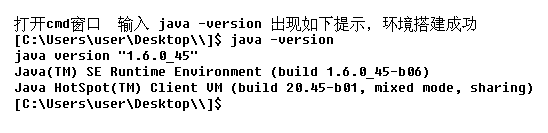 打开cmd窗口  输入 java -version 出现如下提示，环境搭建成功
[C:\Users\user\Desktop\\]$ java -version
java version "1.6.0_45"
Java(TM) SE Runtime Environment (build 1.6.0_45-b06)
Java HotSpot(TM) Client VM (build 20.45-b01, mixed mode, sharing)
[C:\Users\user\Desktop\\]$